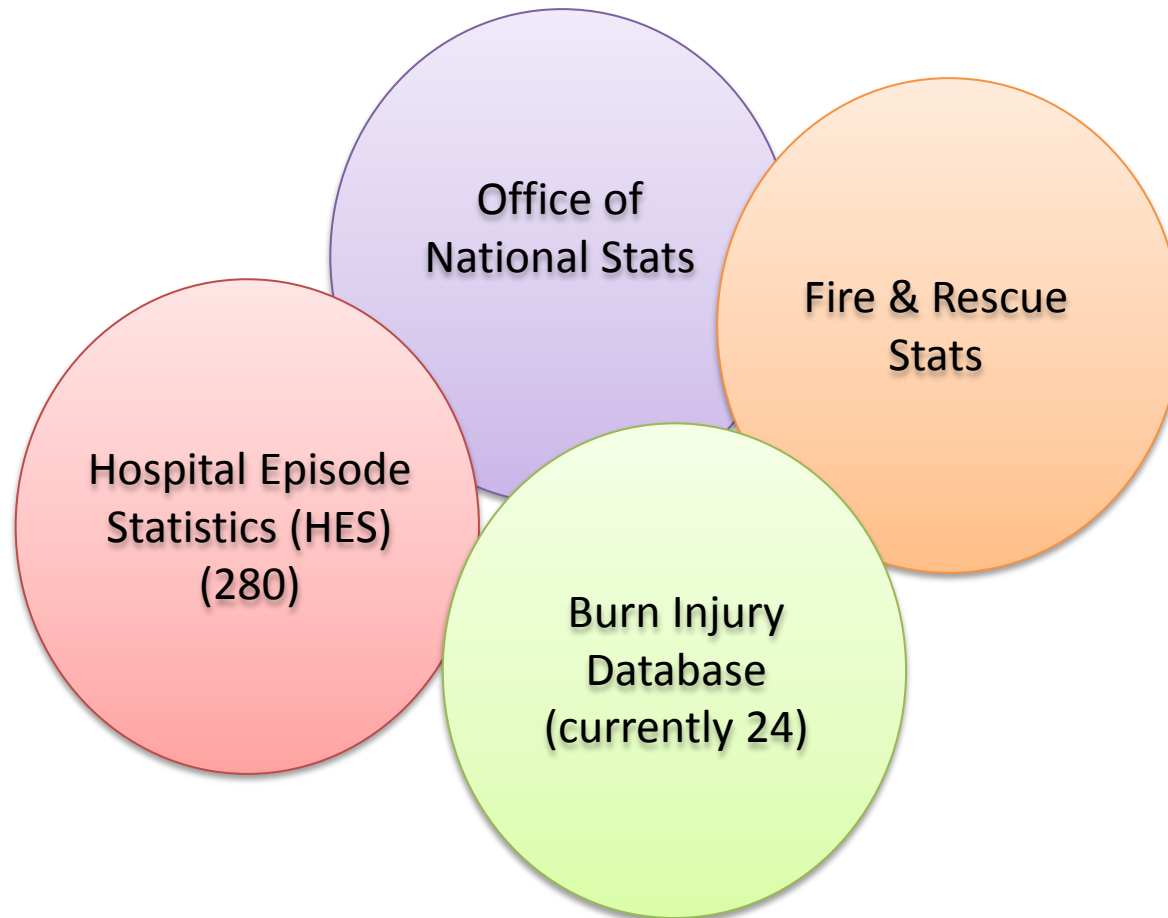 Office of
National Stats
Fire & Rescue
Stats
Hospital Episode
Statistics (HES)
(280)
Burn Injury
Database
(currently 24)